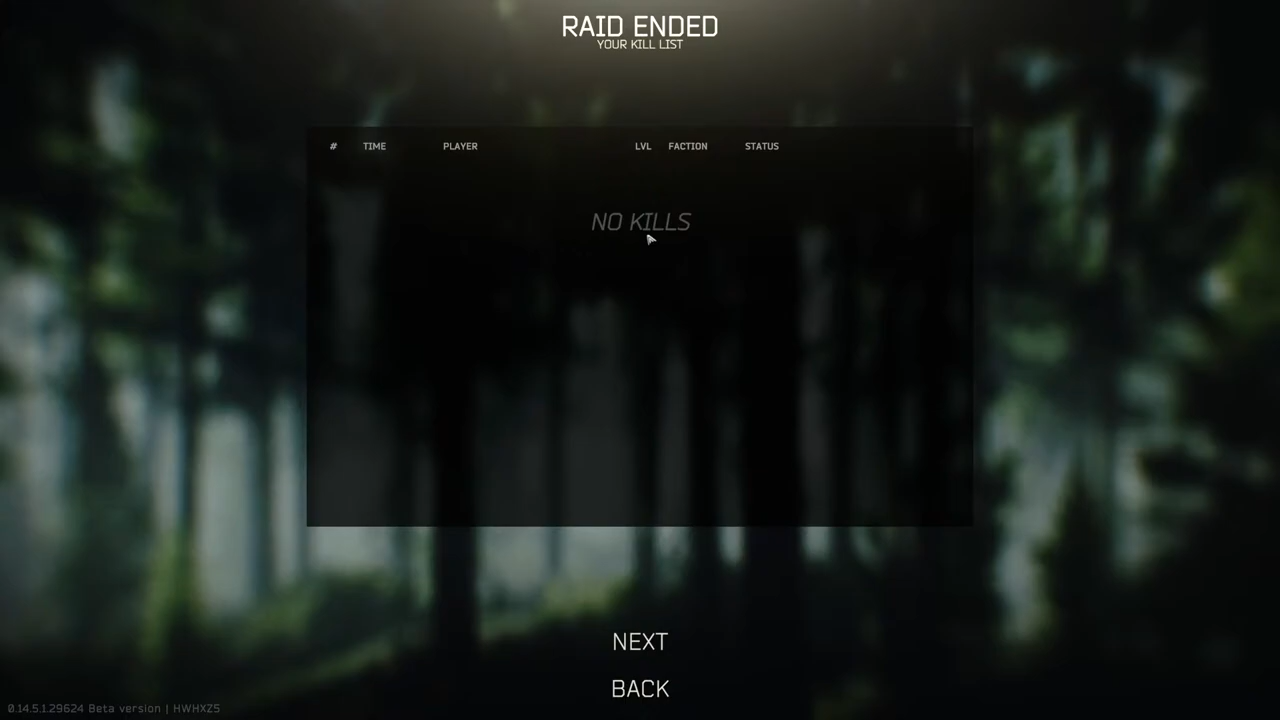 RAID ENDED
YOUR KILL LIST
# TIME PLAYER LVL FACTION STATUS
NO KILLS
NEXT
BACK
0.14.5.1.29624 Beta version | HWHXZ5